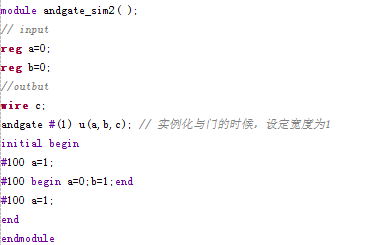 module andgate_sim2( );
// input
reg a=0;
reg b=0;
//outbut
wire c;
andgate #(1) u(a,b,c); // 实例化与门的时候，设定宽度为1
initial begin
#100 a=1;
#100 begin a=0;b=1;end
#100 a=1;
end
endmodule